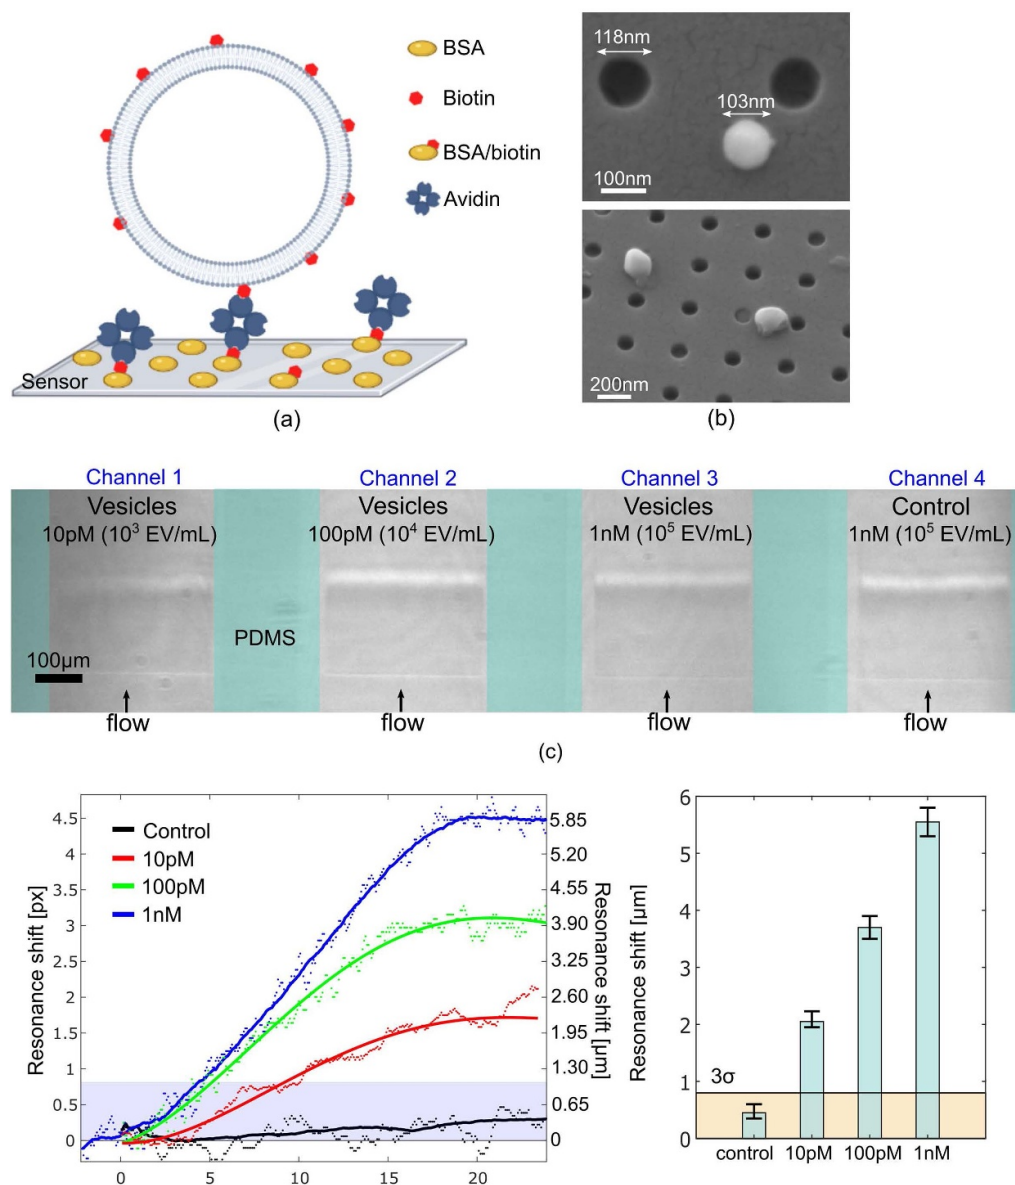 BSA
Biotin
BSA/biotin
Avidin
Sensor
(a)
118nm
103nm
100nm
200nm
(b)
Channel 1
Channel 2
Channel 3
Channel 4
Vesicles
10pM (10³ EV/mL)
Vesicles
100pM (10⁴ EV/mL)
Vesicles
1nM (10⁵ EV/mL)
Control
1nM (10⁵ EV/mL)
PDMS
100µm
flow
flow
flow
flow
(c)
Resonance shift [px]
4.5
4
3.5
3
2.5
2
1.5
1
0.5
0
Control
10pM
100pM
1nM
0
5
10
15
20
5.85
5.20
4.55
3.90
3.25
2.60
1.95
1.30
0.65
0
Resonance shift [µm]
Resonance shift [µm]
6
5
4
3
2
1
0
3σ
control
10pM
100pM
1nM